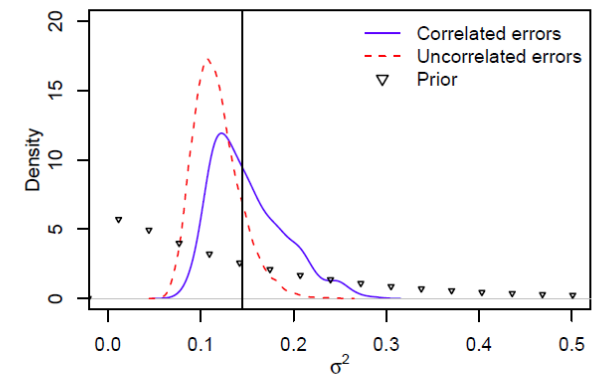 20
Correlated errors
Uncorrelated errors
Prior
15
10
5
0
Density
0.0 0.1 0.2 0.3 0.4 0.5
σ²